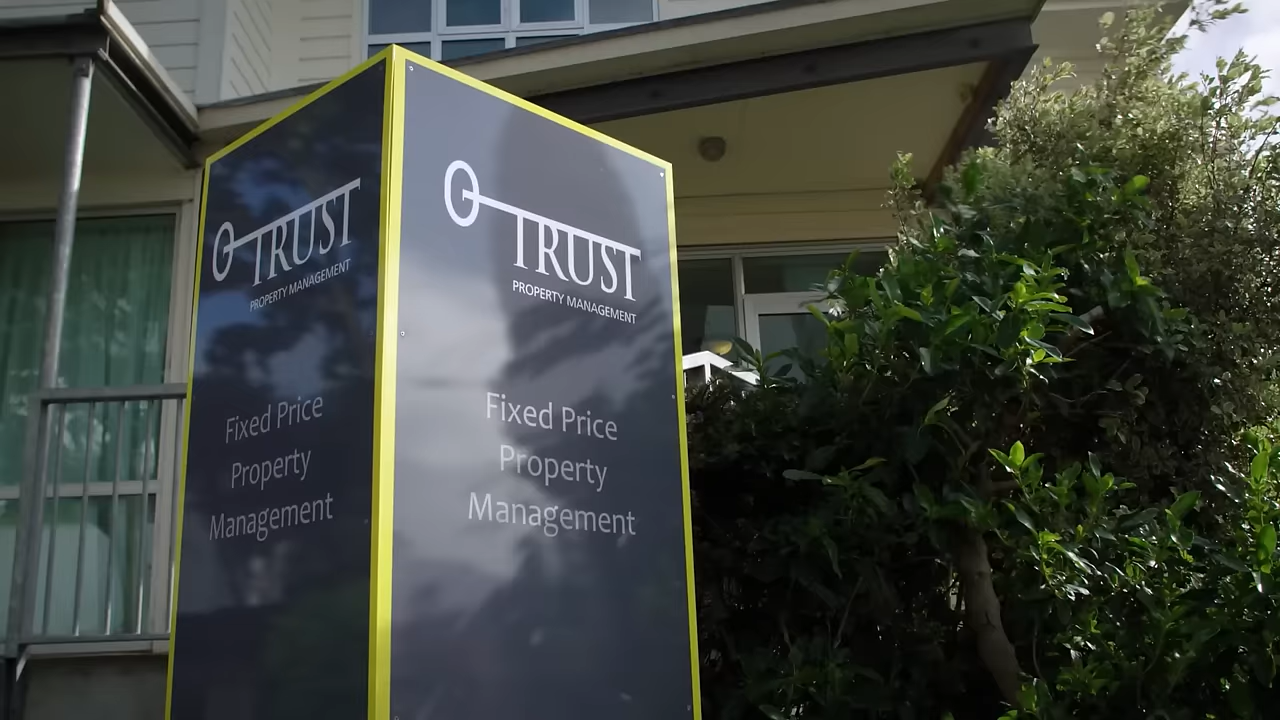 TRUST
PROPERTY MANAGEMENT
Fixed Price
Property
Management
TRUST
PROPERTY MANAGEMENT
Fixed Price
Property
Management